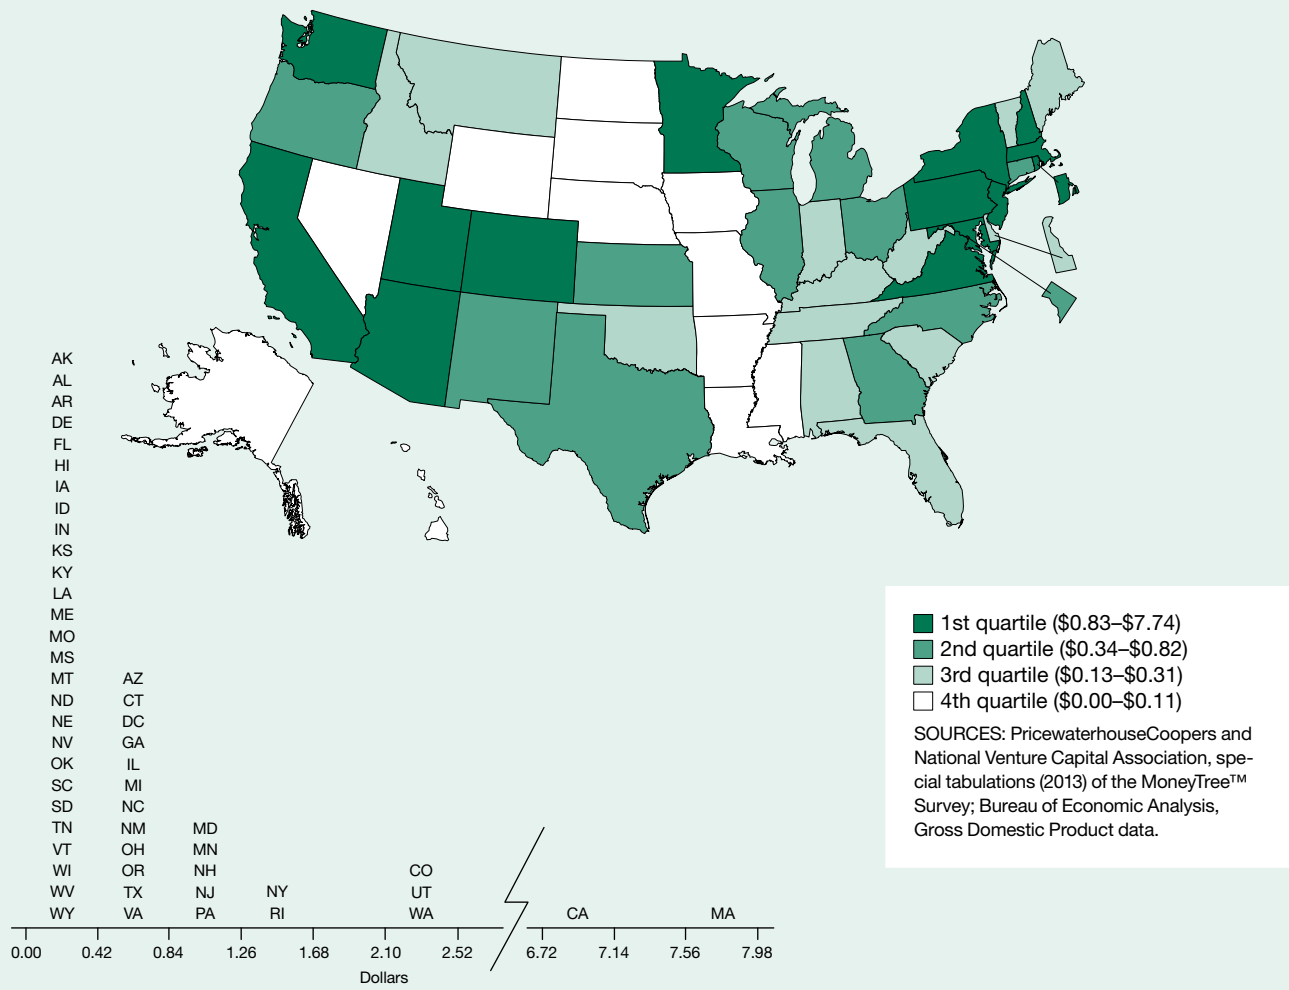 AK
AL
AR
DE
FL
HI
IA
ID
IN
KS
KY
LA
ME
MO
MS
MT AZ
ND CT
NE DC
NV GA
OK IL
SC MI
SD NC
TN NM MD
VT OH MN
WI OR NH CO
WV TX NJ NY UT
WY VA PA RI WA CA MA
0.00 0.42 0.84 1.26 1.68 2.10 2.52 6.72 7.14 7.56 7.98
Dollars
1st quartile ($0.83–$7.74)
2nd quartile ($0.34–$0.82)
3rd quartile ($0.13–$0.31)
4th quartile ($0.00–$0.11)
SOURCES: PricewaterhouseCoopers and
National Venture Capital Association, spe-
cial tabulations (2013) of the MoneyTree™
Survey; Bureau of Economic Analysis,
Gross Domestic Product data.